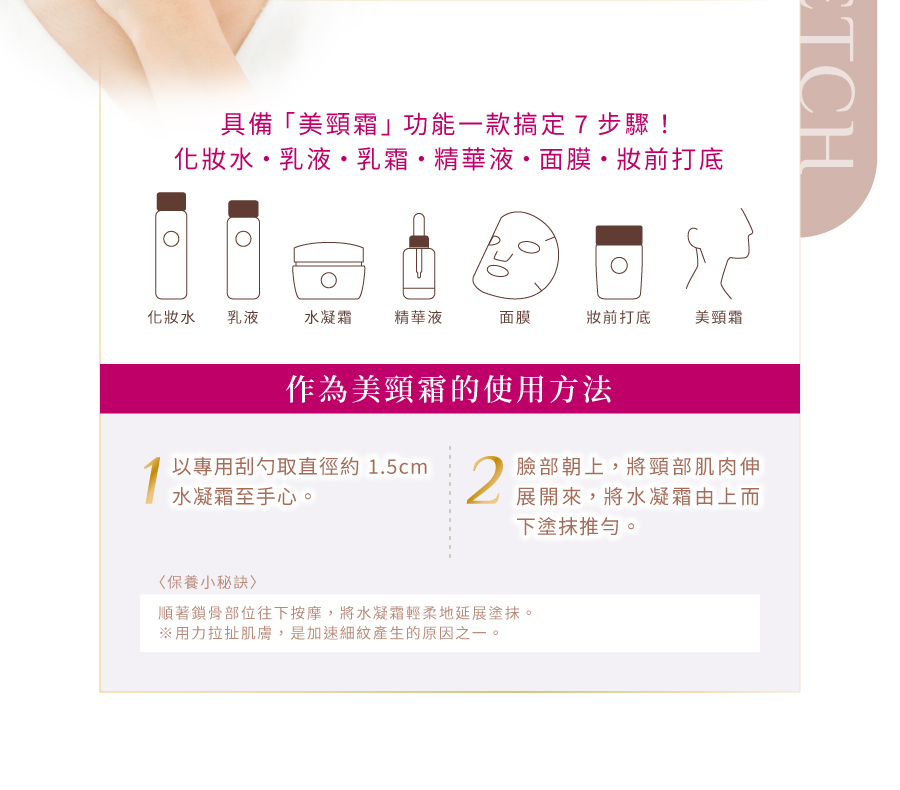 ETCH
具備「美頸霜」功能一款搞定 7 步驟！
化妝水・乳液・乳霜・精華液・面膜・妝前打底
化妝水 乳液 水凝霜 精華液 面膜 妝前打底 美頸霜
作為美頸霜的使用方法
1 以專用刮勺取直徑約 1.5cm
水凝霜至手心。
2 臉部朝上，將頸部肌肉伸
展開來，將水凝霜由上而
下塗抹推勻。
〈保養小秘訣〉
順著鎖骨部位往下按摩，將水凝霜輕柔地延展塗抹。
※用力拉扯肌膚，是加速細紋產生的原因之一。